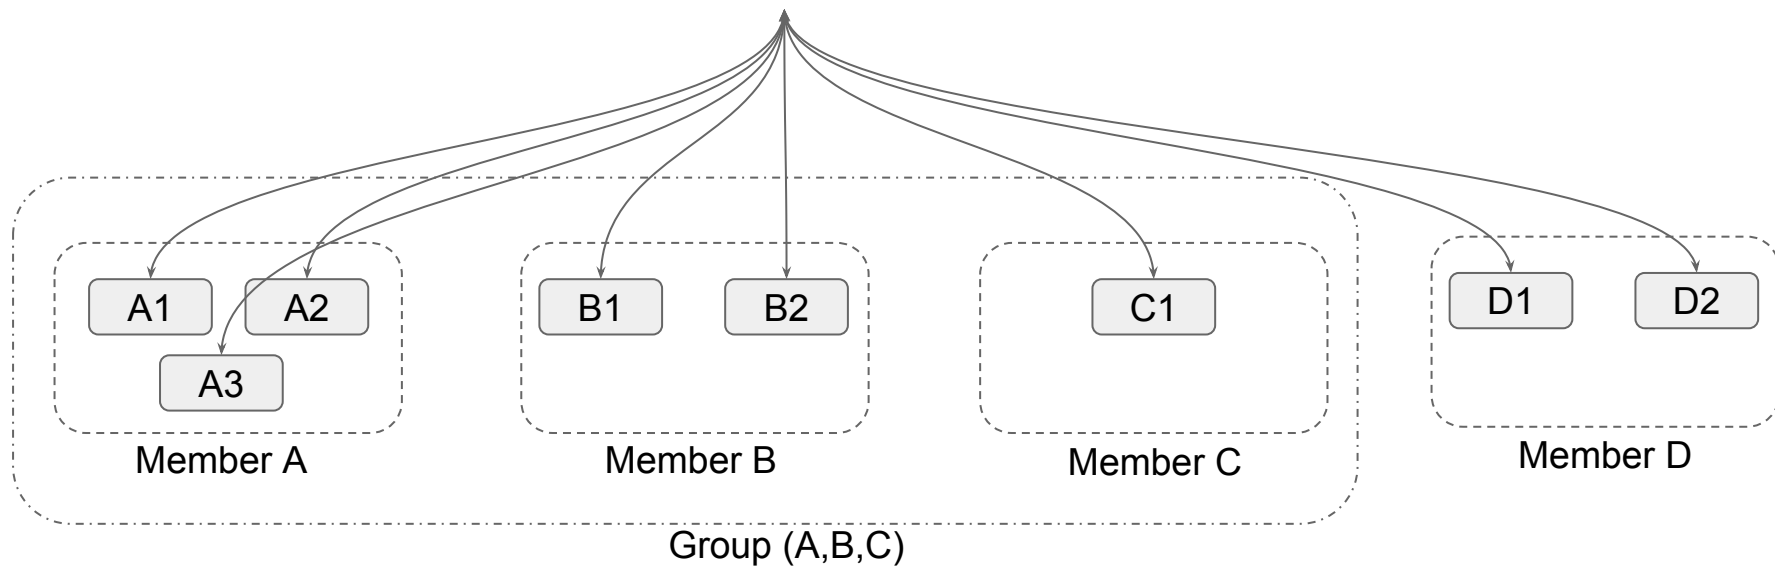 A1
A2
A3
Member A
B1
B2
Member B
C1
Member C
D1
D2
Member D
Group (A,B,C)